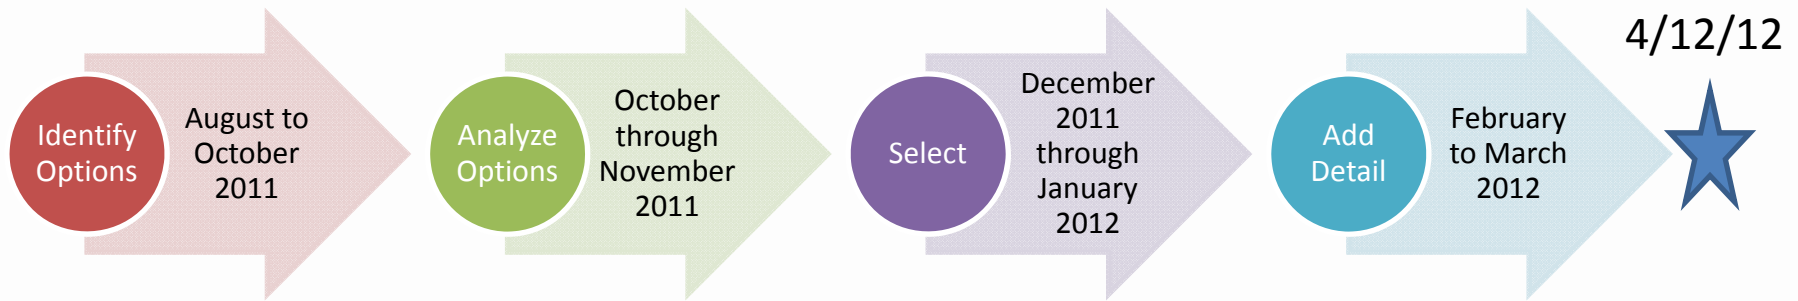 Identify
Options
August to
October
2011
Analyze
Options
October
through
November
2011
Select
December
2011
through
January
2012
Add
Detail
February
to March
2012
4/12/12